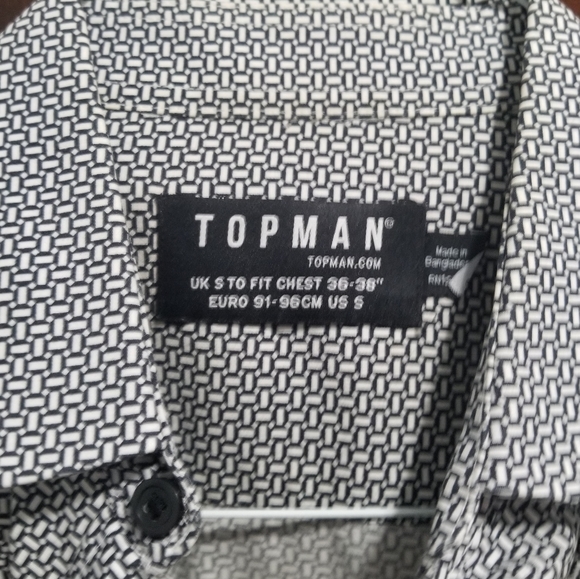 TOPMAN®
TOPMAN.COM
UK S TO FIT CHEST 36-38"
EURO 91-96CM US S
Made in